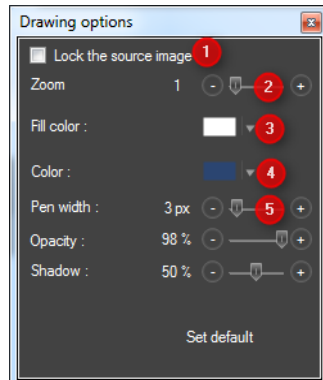 Drawing options
Lock the source image 1
Zoom 1 - 2 +
Fill color : 3
Color : 4
Pen width : 3 px - 5 +
Opacity : 98 % - +
Shadow : 50 % - +
Set default